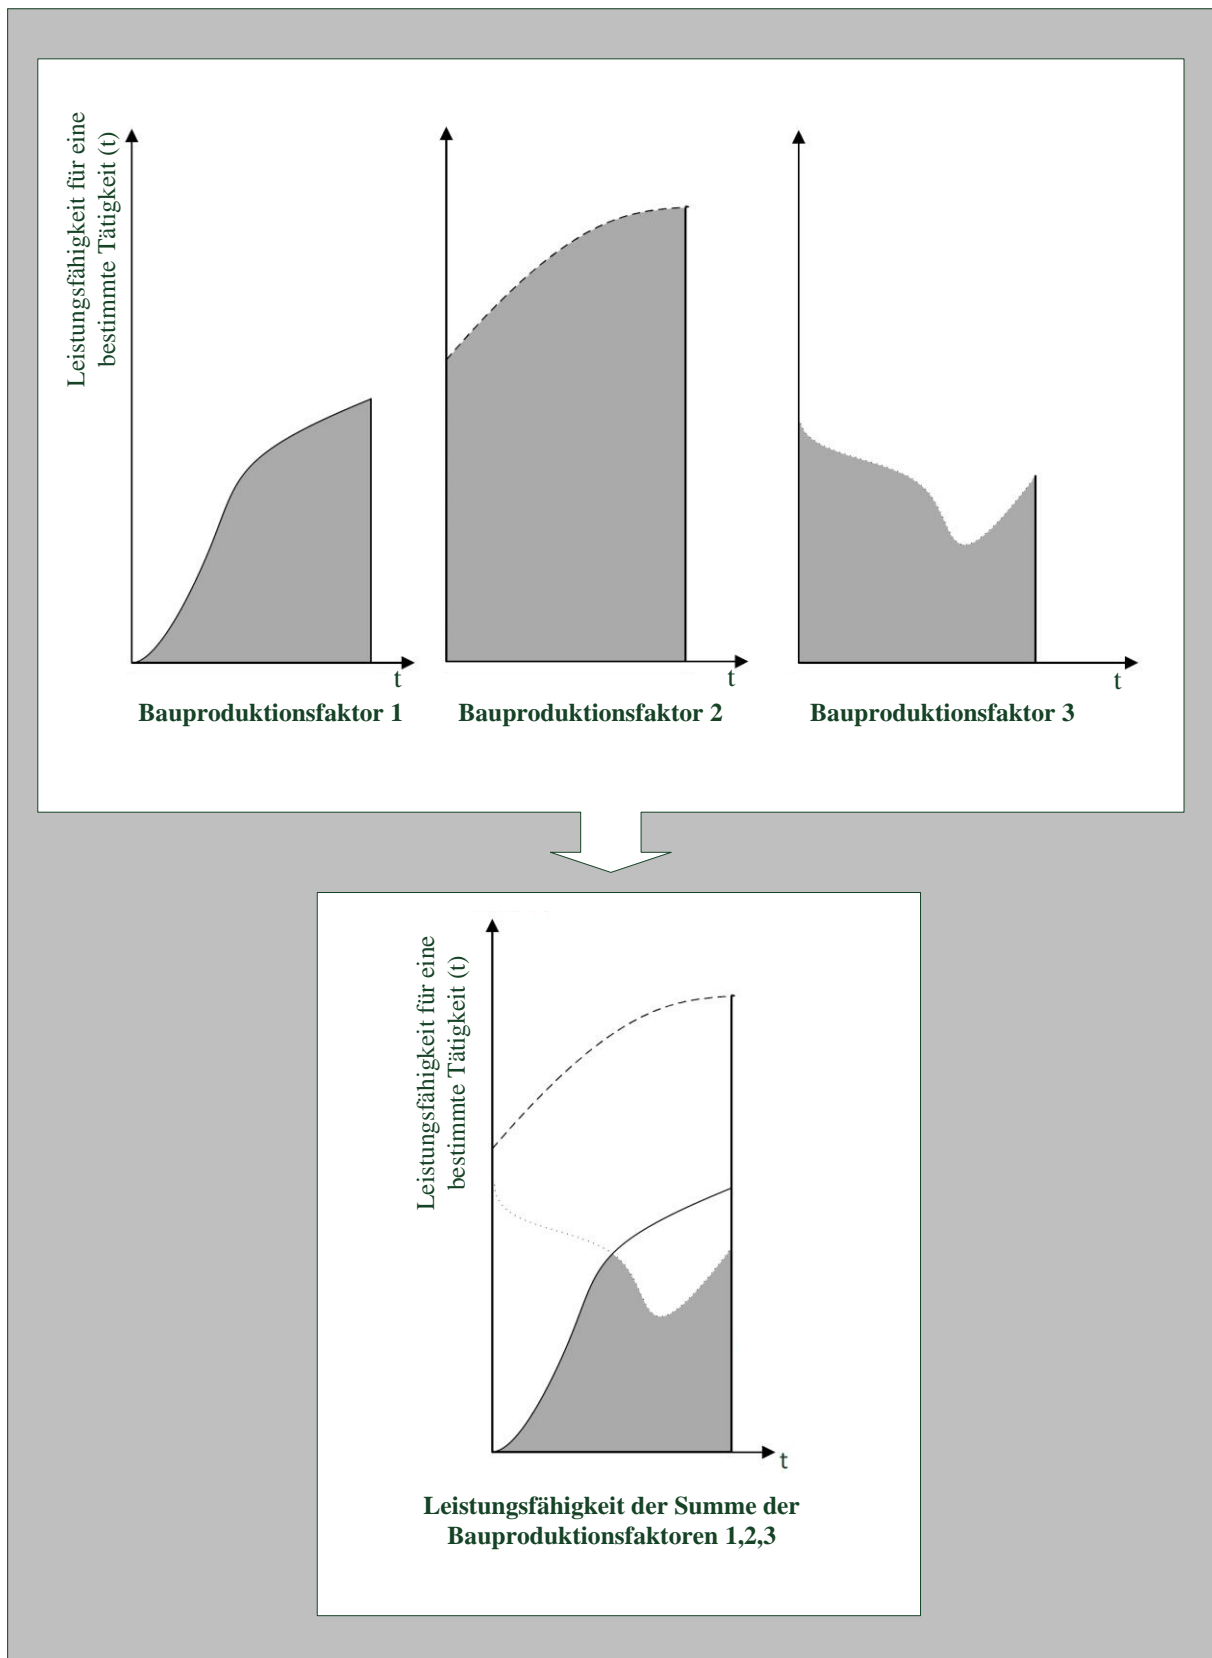 Leistungsfähigkeit für eine
bestimmte Tätigkeit (t)
t
t
t
Bauproduktionsfaktor 1
Bauproduktionsfaktor 2
Bauproduktionsfaktor 3
Leistungsfähigkeit für eine
bestimmte Tätigkeit (t)
t
Leistungsfähigkeit der Summe der
Bauproduktionsfaktoren 1,2,3